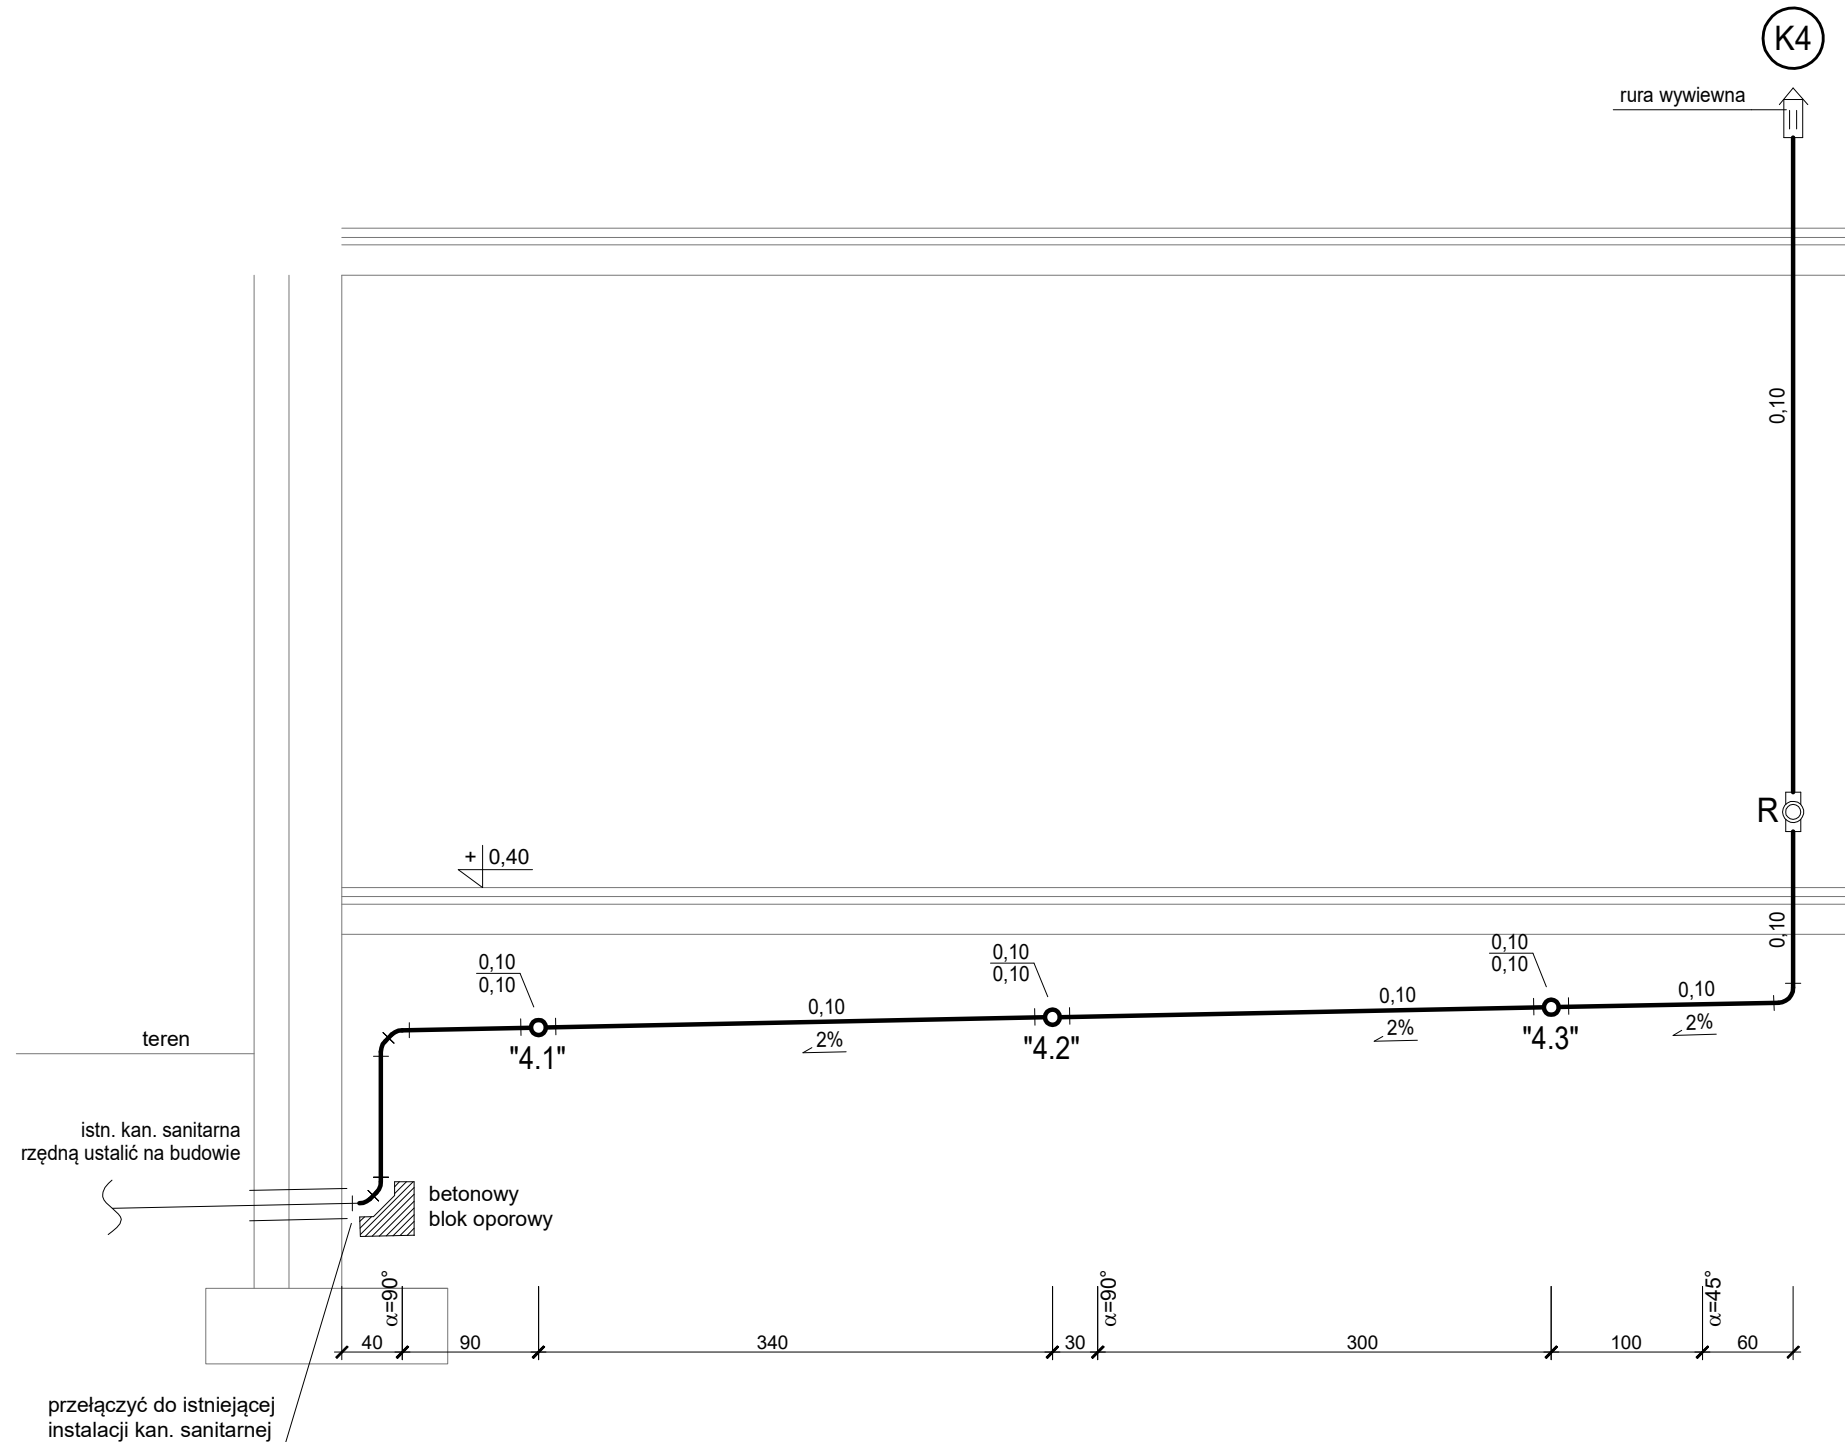 K4
rura wywiewna
0,10
R
+ 0,40
0,10
0,10
0,10
"4.1"
0,10
2%
0,10
0,10
"4.2"
0,10
2%
0,10
0,10
"4.3"
0,10
2%
teren
istn. kan. sanitarna
rzędną ustalić na budowie
betonowy
blok oporowy
α=90°
α=90°
α=45°
40
90
340
30
300
100
60
przełączyć do istniejącej
instalacji kan. sanitarnej